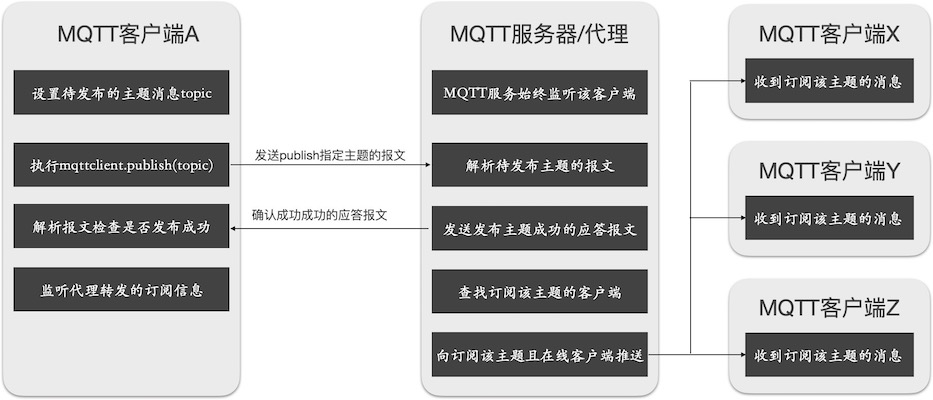 MQTT客户端A
设置待发布的主题消息topic
执行mqttclient.publish(topic)
解析报文检查是否发布成功
监听代理转发的订阅信息
发送publish指定主题的报文
确认成功成功的应答报文
MQTT服务器/代理
MQTT服务始终监听该客户端
解析待发布主题的报文
发送发布主题成功的应答报文
查找订阅该主题的客户端
向订阅该主题且在线客户端推送
MQTT客户端X
收到订阅该主题的消息
MQTT客户端Y
收到订阅该主题的消息
MQTT客户端Z
收到订阅该主题的消息